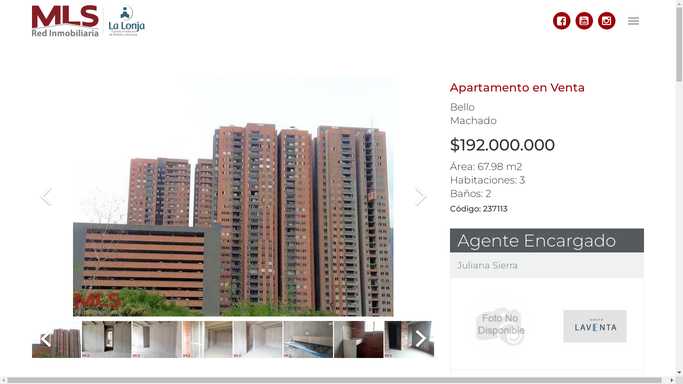 MLS
Red Inmobiliaria
La Lonja
Apartamento en Venta
Bello
Machado
$192.000.000
Área: 67.98 m2
Habitaciones: 3
Baños: 2
Código: 237113
MLS
Agente Encargado
Juliana Sierra
Foto No
Disponible
LAVENTA